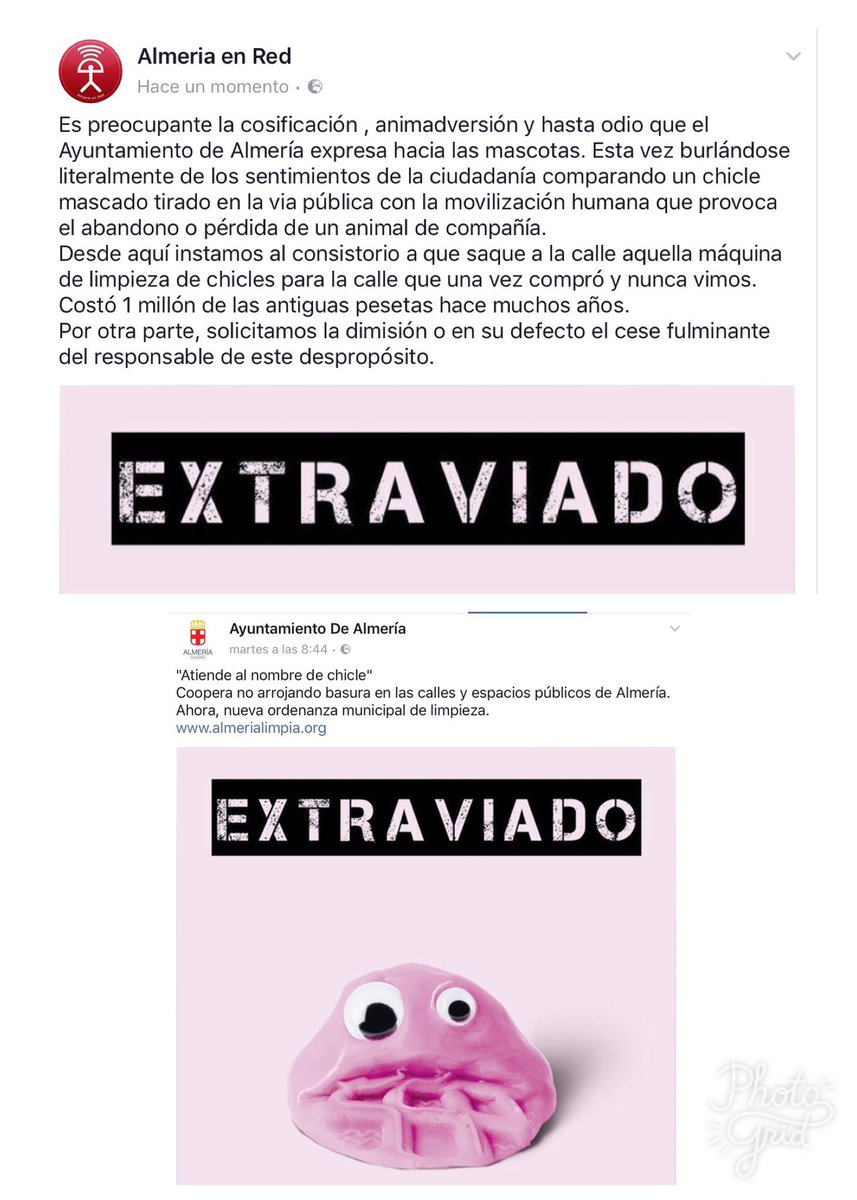 Almeria en Red
Hace un momento ·
Es preocupante la cosificación , animadversión y hasta odio que el
Ayuntamiento de Almería expresa hacia las mascotas. Esta vez burlándose
literalmente de los sentimientos de la ciudadanía comparando un chicle
mascado tirado en la via pública con la movilización humana que provoca
el abandono o pérdida de un animal de compañía.
Desde aquí instamos al consistorio a que saque a la calle aquella máquina
de limpieza de chicles para la calle que una vez compró y nunca vimos.
Costó 1 millón de las antiguas pesetas hace muchos años.
Por otra parte, solicitamos la dimisión o en su defecto el cese fulminante
del responsable de este despropósito.
EXTRAVIADO
ALMERÍA
CIUDAD
Ayuntamiento De Almería
martes a las 8:44 ·
"Atiende al nombre de chicle"
Coopera no arrojando basura en las calles y espacios públicos de Almería.
Ahora, nueva ordenanza municipal de limpieza.
www.almerialimpia.org
EXTRAVIADO
Photo
Grid